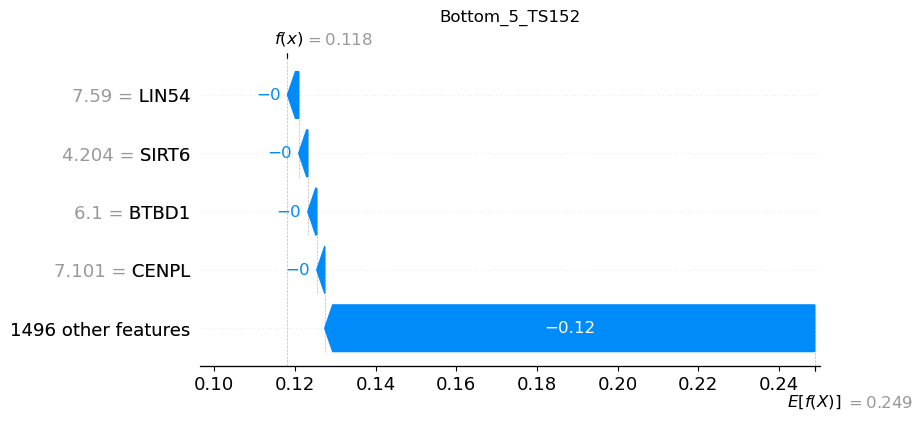 Bottom_5_TS152
f(x) = 0.118
7.59 = LIN54
−0
4.204 = SIRT6
−0
6.1 = BTBD1
−0
7.101 = CENPL
−0
1496 other features
−0.12
0.10 0.12 0.14 0.16 0.18 0.20 0.22 0.24
E[f(X)] = 0.249